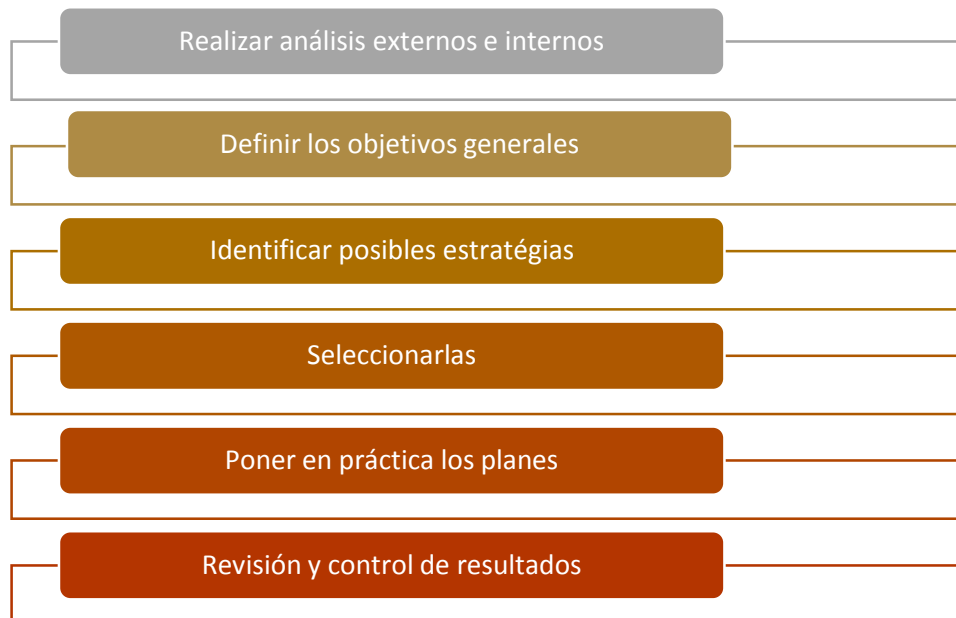 Realizar análisis externos e internos
Definir los objetivos generales
Identificar posibles estratégias
Seleccionarlas
Poner en práctica los planes
Revisión y control de resultados